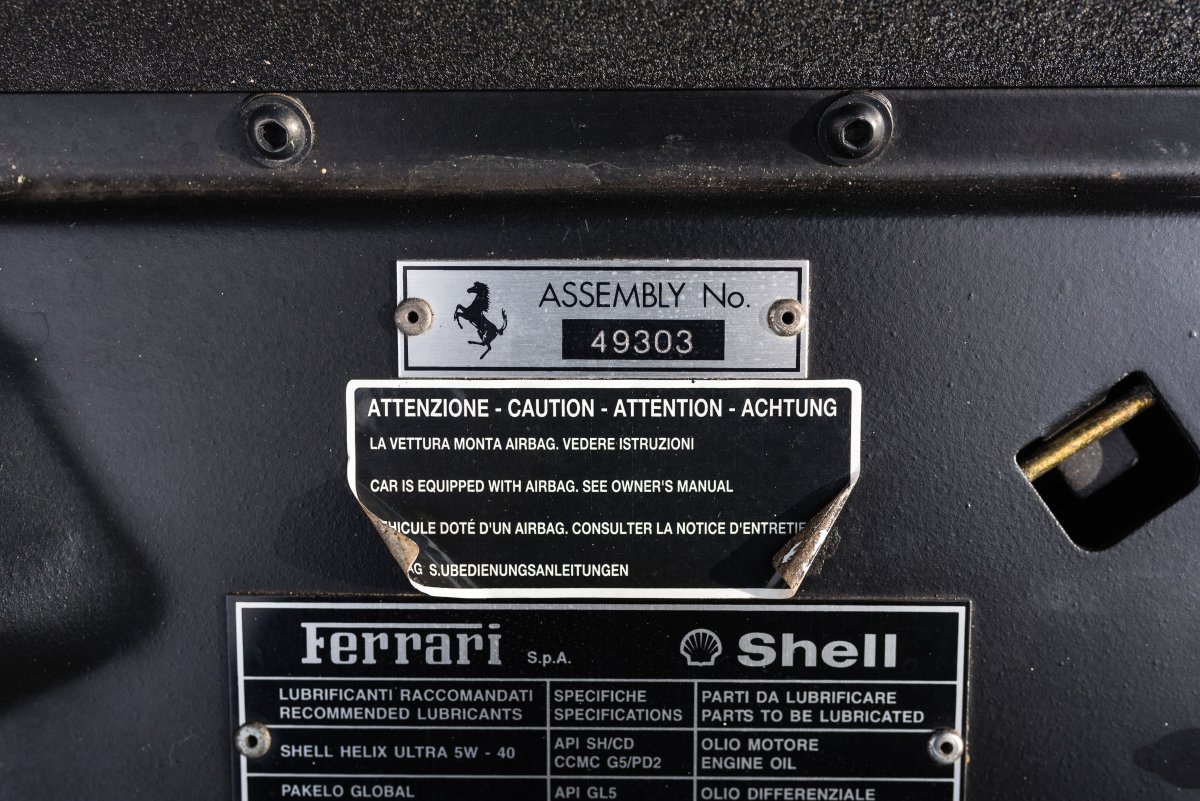 ASSEMBLY No.
49303
ATTENZIONE - CAUTION - ATTENTION - ACHTUNG
LA VETTURA MONTA AIRBAG. VEDERE ISTRUZIONI
CAR IS EQUIPPED WITH AIRBAG. SEE OWNER'S MANUAL
DOTÉ D'UN AIRBAG. CONSULTER LA NOTICE
S.UBEDIENUNGSANLEITUNGEN
Ferrari S.p.A. Shell
LUBRIFICANTI RACCOMANDATI
RECOMMENDED LUBRICANTS
SPECIFICHE
SPECIFICATIONS
PARTI DA LUBRIFICARE
PARTS TO BE LUBRICATED
SHELL HELIX ULTRA 5W - 40
API SH/CD
CCMC G5/PD2
OLIO MOTORE
ENGINE OIL
PAKELO GLOBAL
API GL5
OLIO DIFFERENZIALE